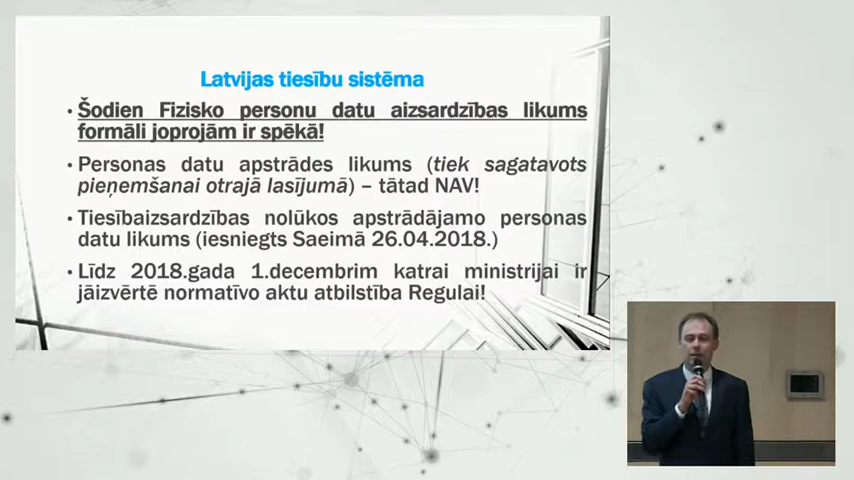 Latvijas tiesību sistēma
• Šodien Fizisko personu datu aizsardzības likums
formāli joprojām ir spēkā!
• Personas datu apstrādes likums (tiek sagatavots
pieņemšanai otrajā lasījumā) – tātad NAV!
• Tiesībaizsardzības nolūkos apstrādājamo personas
datu likums (iesniegts Saeimā 26.04.2018.)
• Līdz 2018.gada 1.decembrim katrai ministrijai ir
jāizvērtē normatīvo aktu atbilstība Regulai!